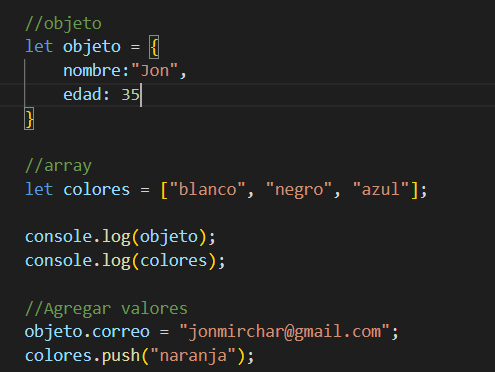 //objeto
let objeto = {
    nombre:"Jon",
    edad: 35
}
//array
let colores = ["blanco", "negro", "azul"];
console.log(objeto);
console.log(colores);
//Agregar valores
objeto.correo = "jonmirchar@gmail.com";
colores.push("naranja");